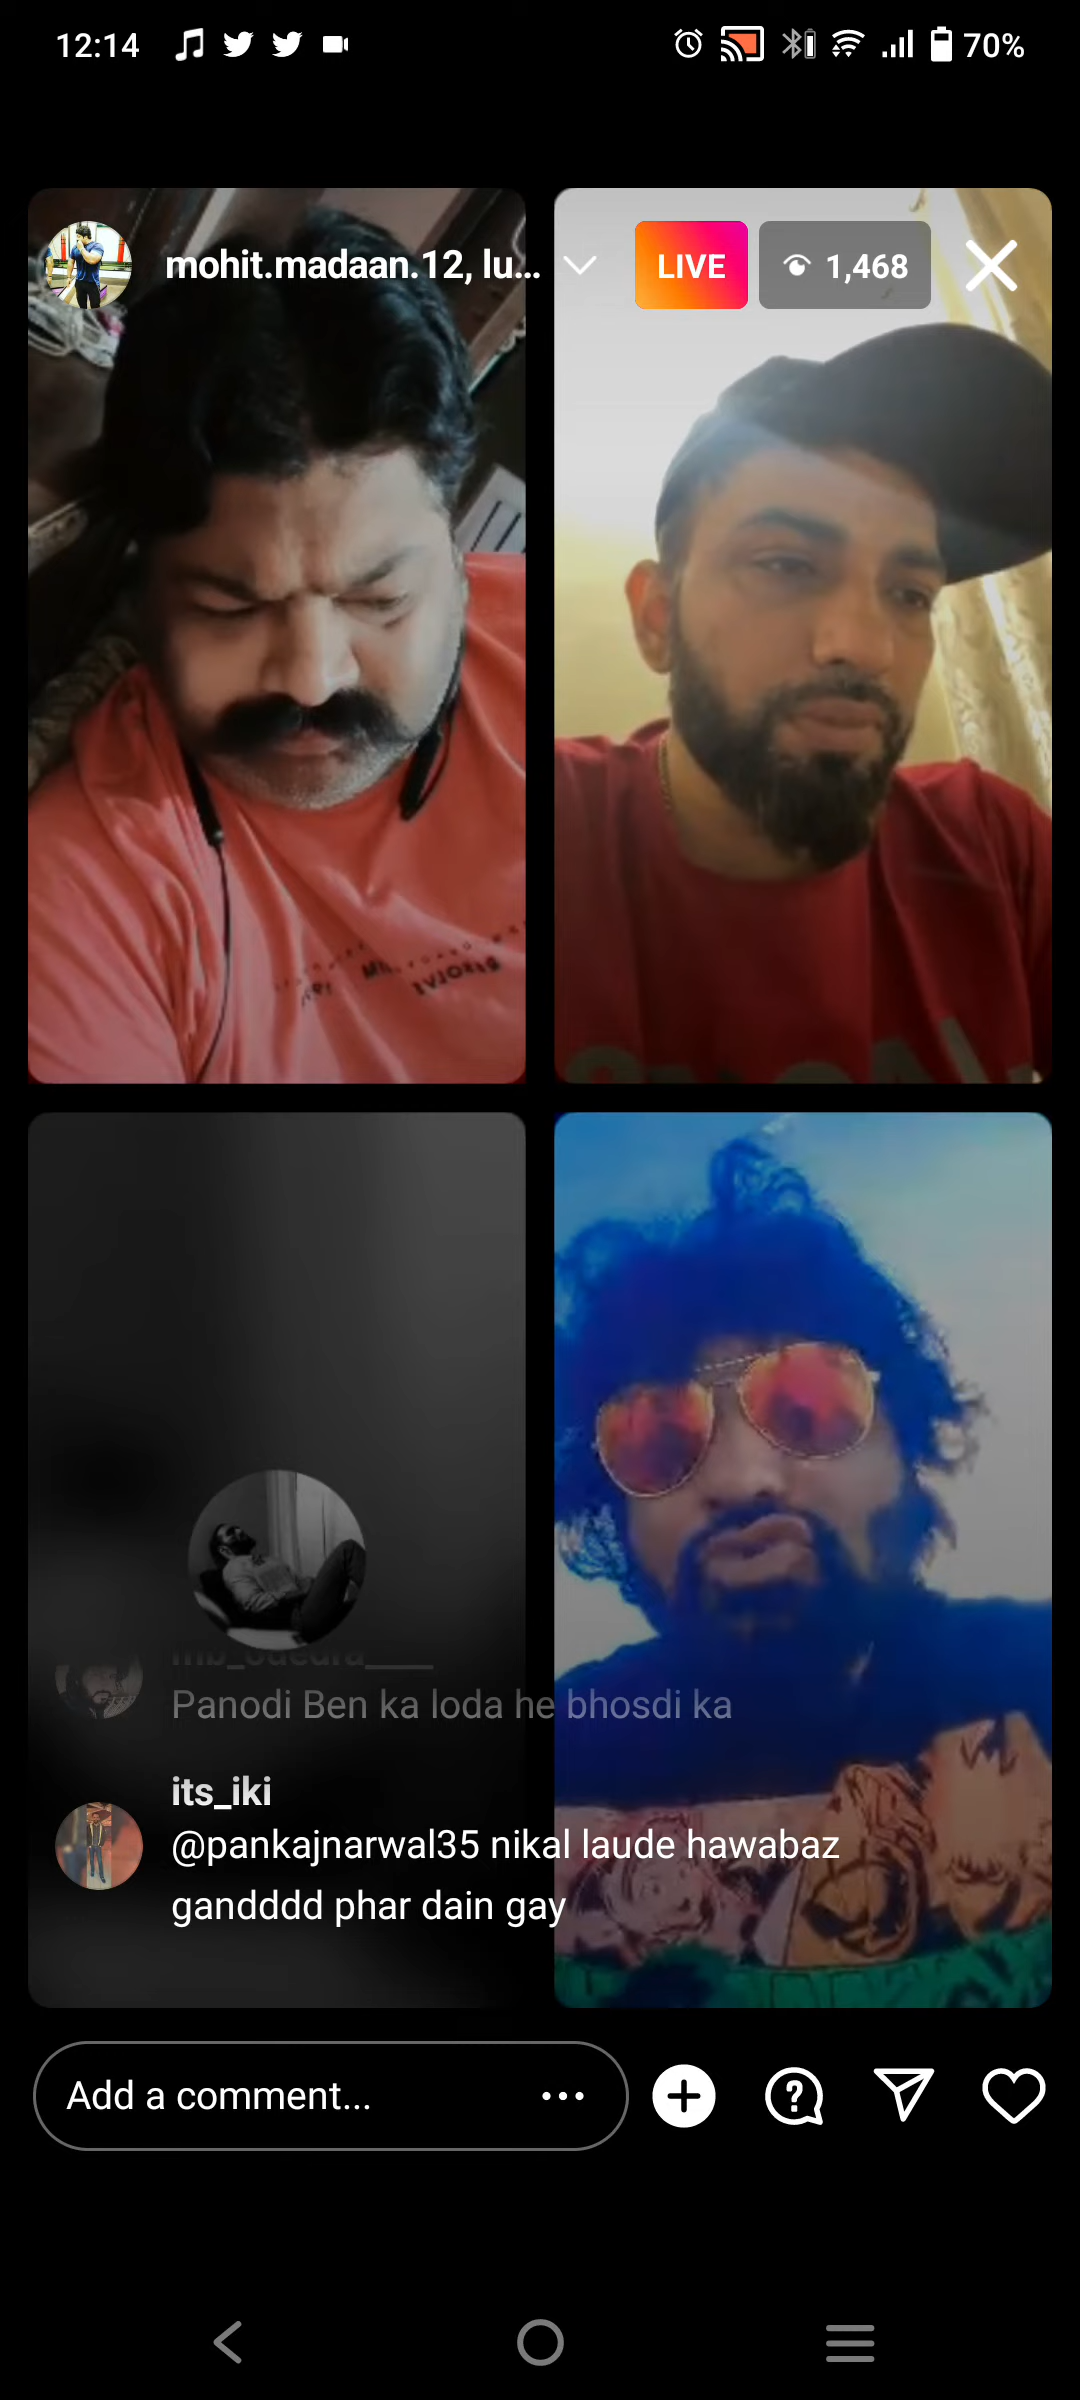 12:14
70%
mohit.madaan.12, lu...
LIVE
1,468
Panodi Ben ka loda he bhosdi ka
its_iki
@pankajnarwal35 nikal laude hawabaz
gandddd phar dain gay
Add a comment...